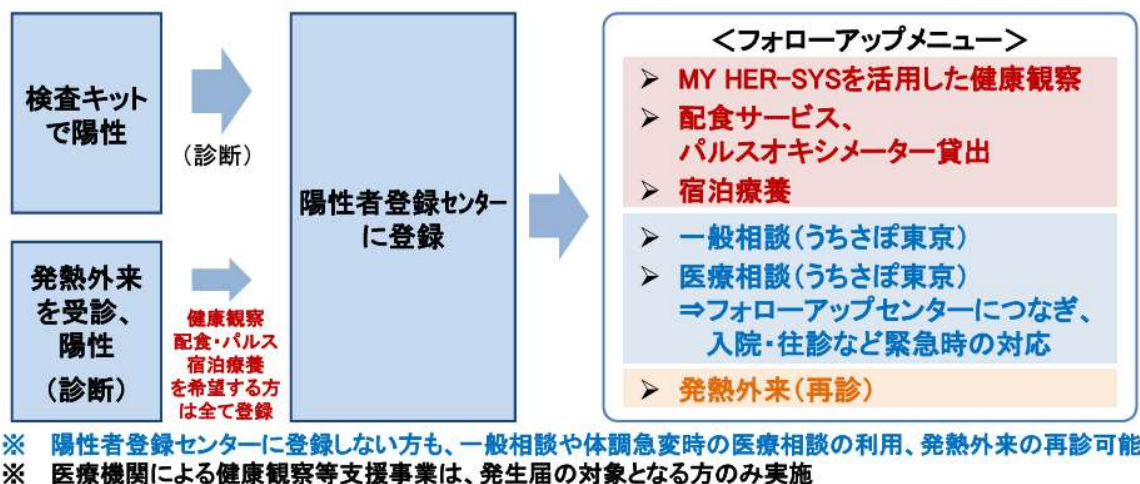 検査キット
で陽性
(診断)
発熱外来
を受診、
陽性
(診断)
健康観察
配食・パルス
宿泊療養
を希望する方
は全て登録
陽性者登録センター
に登録
<フォローアップメニュー>
➢ MY HER-SYSを活用した健康観察
➢ 配食サービス、
パルスオキシメーター貸出
➢ 宿泊療養
➢ 一般相談(うちさぽ東京)
➢ 医療相談(うちさぽ東京)
⇒フォローアップセンターにつなぎ、
入院・往診など緊急時の対応
➢ 発熱外来(再診)
※ 陽性者登録センターに登録しない方も、一般相談や体調急変時の医療相談の利用、発熱外来の再診可能
※ 医療機関による健康観察等支援事業は、発生届の対象となる方のみ実施